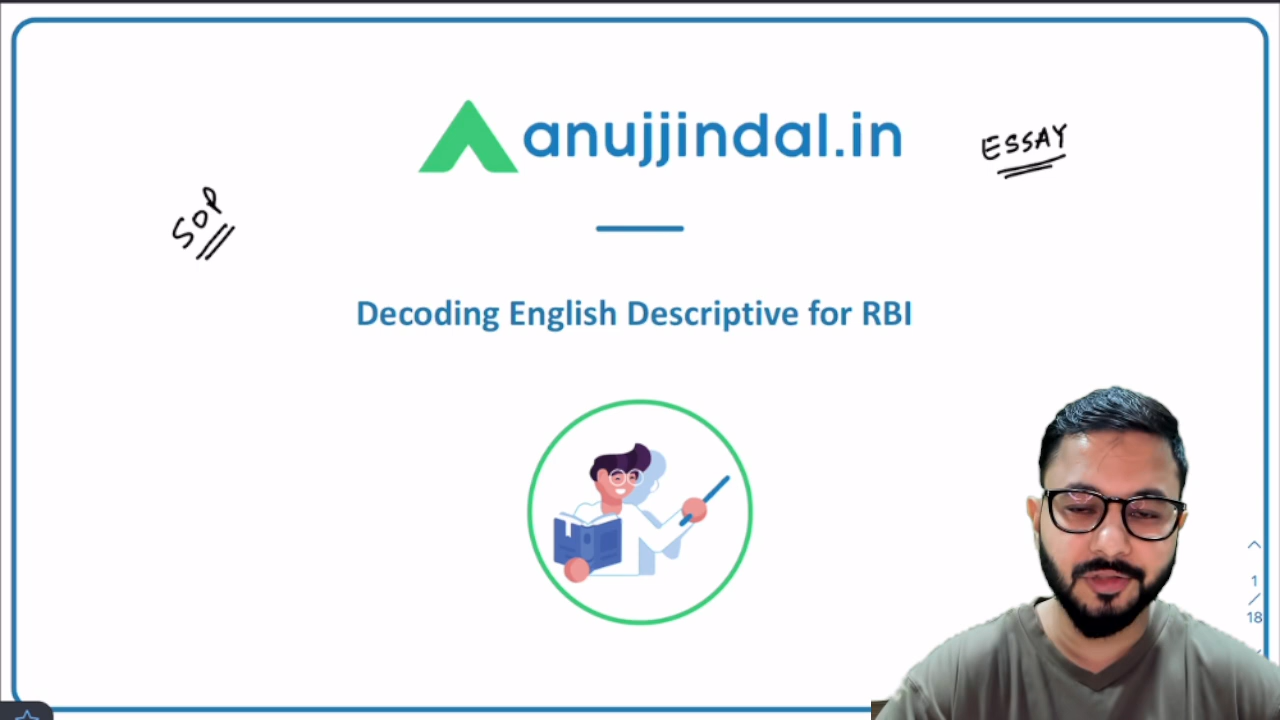 anujjindal.in
ESSAY
SOP
Decoding English Descriptive for RBI
1
/
18